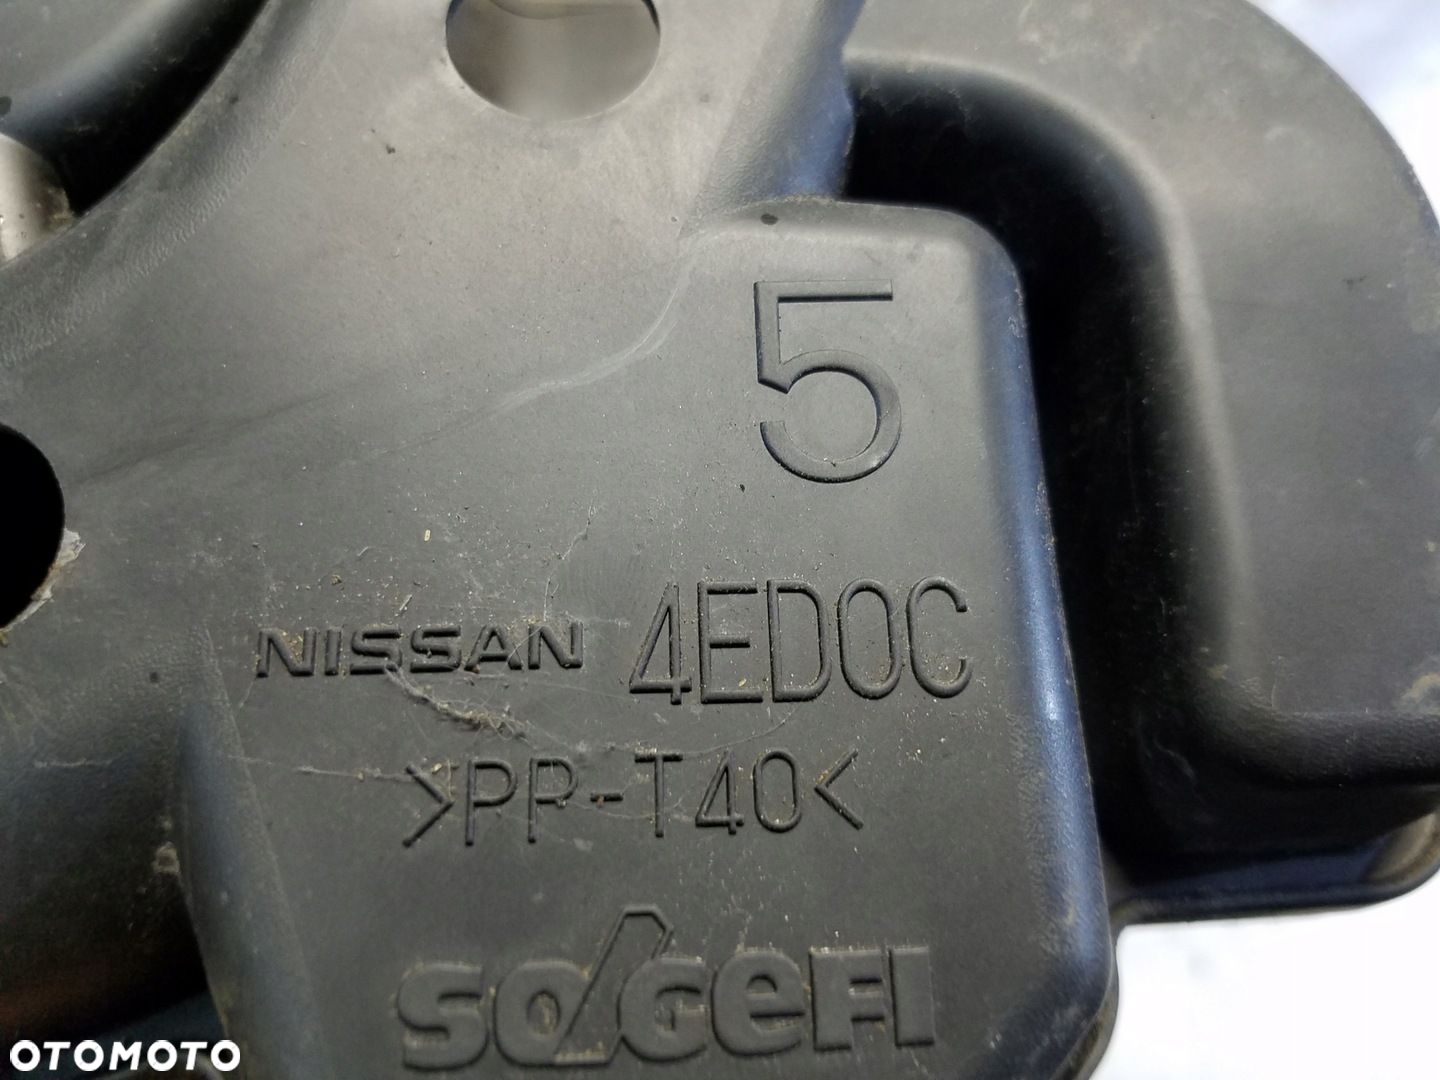 5
NISSAN 4ED0C
>PP-T40<
SOGEFI
OTOMOTO